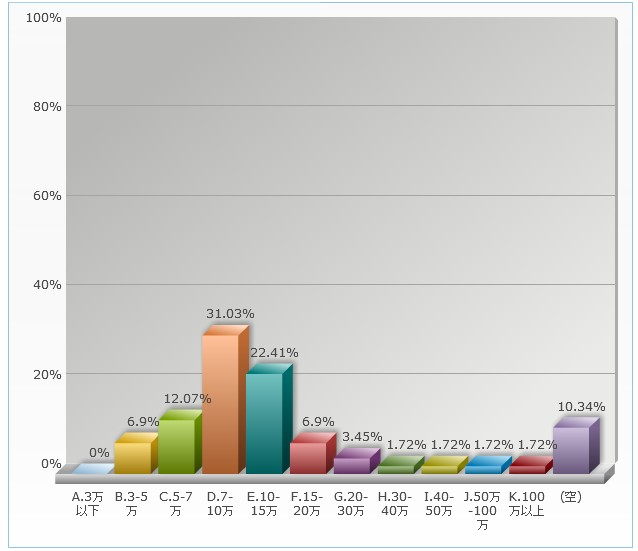 100%
80%
60%
40%
20%
0%
0%
6.9%
12.07%
31.03%
22.41%
6.9%
3.45%
1.72%
1.72%
1.72%
1.72%
10.34%
A.3万
以下
B.3-5
万
C.5-7
万
D.7-
10万
E.10-
15万
F.15-
20万
G.20-
30万
H.30-
40万
I.40-
50万
J.50万
-100
万
K.100
万以上
(空)